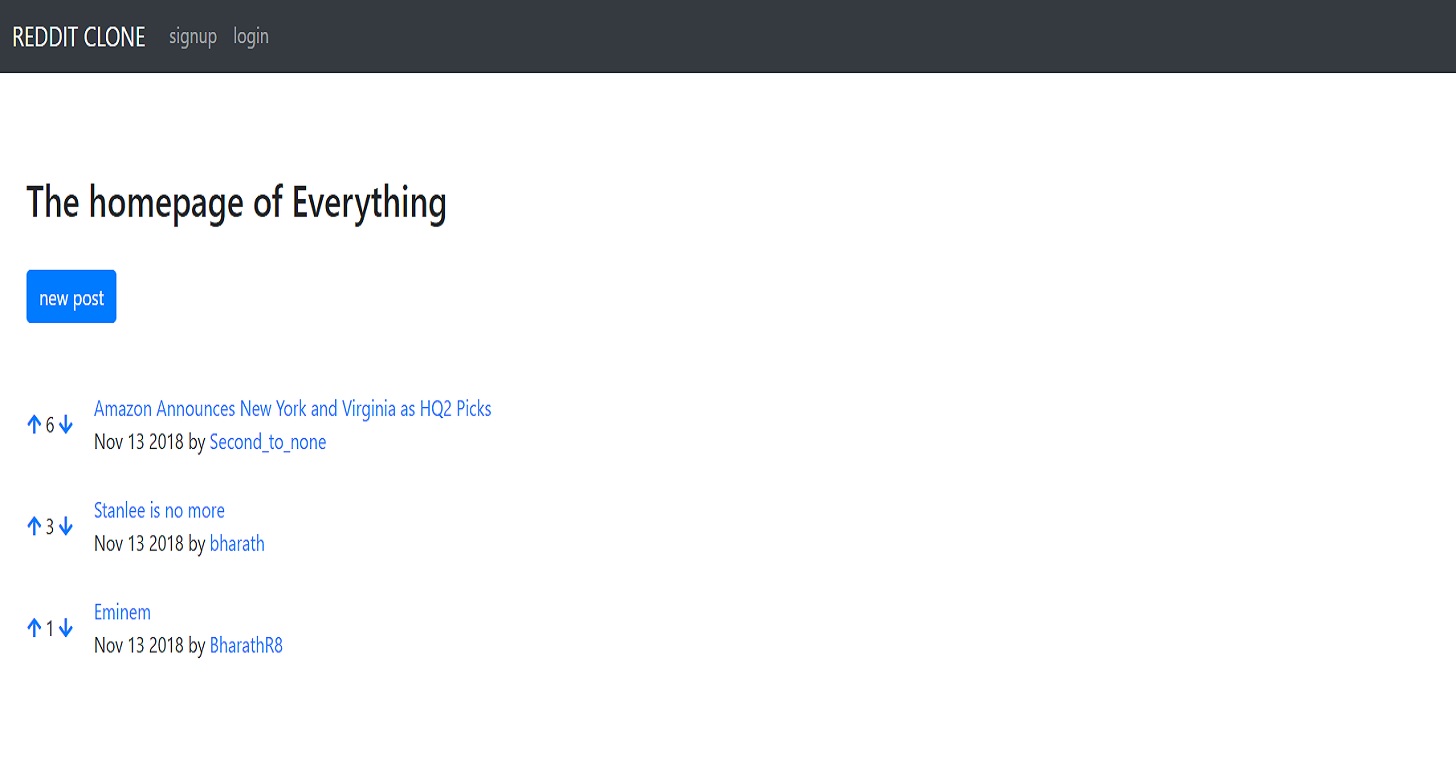 REDDIT CLONE signup login
The homepage of Everything
new post
Amazon Announces New York and Virginia as HQ2 Picks
6
Nov 13 2018 by Second_to_none
Stanlee is no more
3
Nov 13 2018 by bharath
Eminem
1
Nov 13 2018 by BharathR8